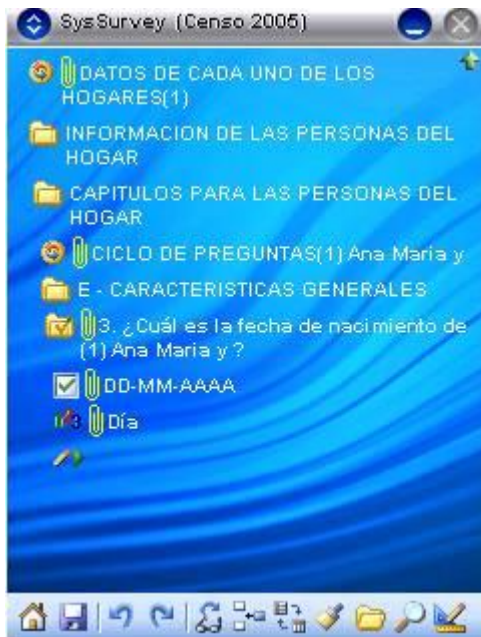 SysSurvey (Censo 2005)
DATOS DE CADA UNO DE LOS
HOGARES(1)
INFORMACION DE LAS PERSONAS DEL
HOGAR
CAPITULOS PARA LAS PERSONAS DEL
HOGAR
CICLO DE PREGUNTAS(1) Ana Maria y
E - CARACTERISTICAS GENERALES
3. ¿Cuál es la fecha de nacimiento de
(1) Ana Maria y ?
DD-MM-AAAA
Día